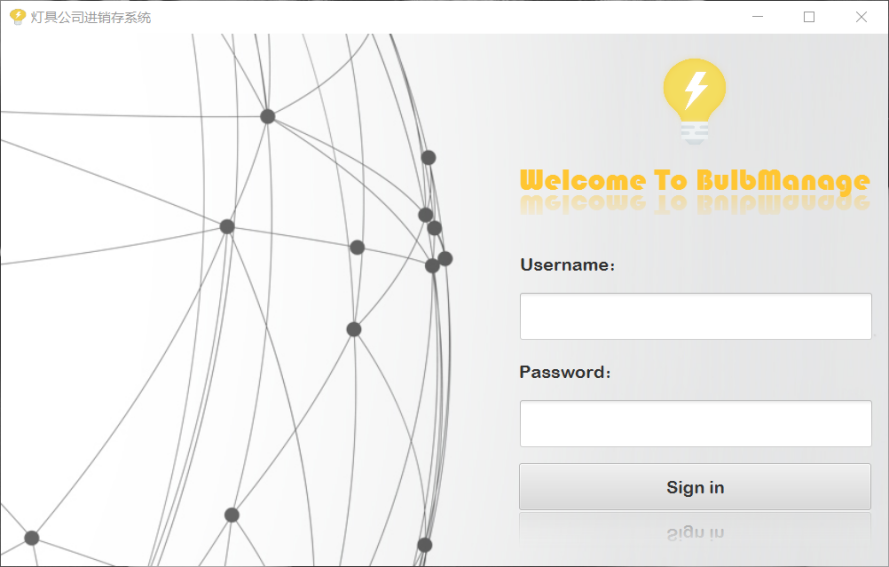 灯具公司进销存系统
Welcome To BulbManage
Username：
Password：
Sign in